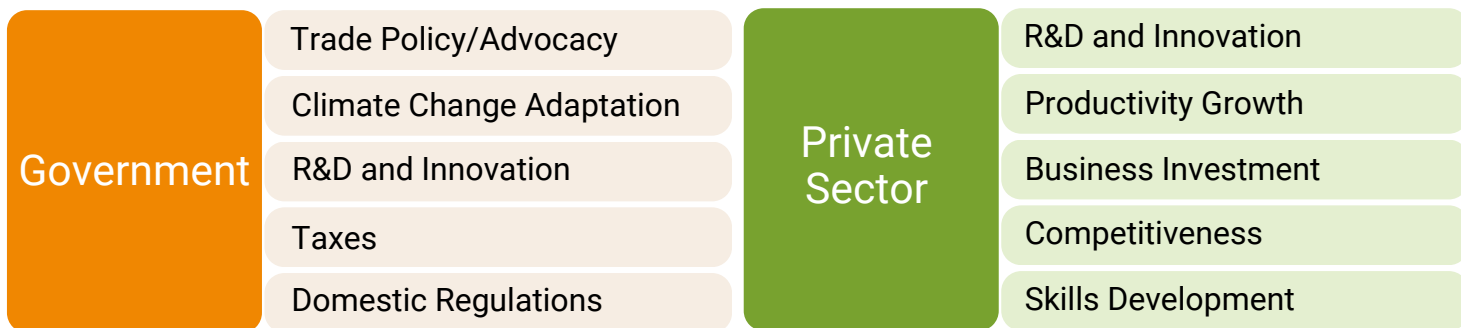 Government
Trade Policy/Advocacy
Climate Change Adaptation
R&D and Innovation
Taxes
Domestic Regulations
Private
Sector
R&D and Innovation
Productivity Growth
Business Investment
Competitiveness
Skills Development